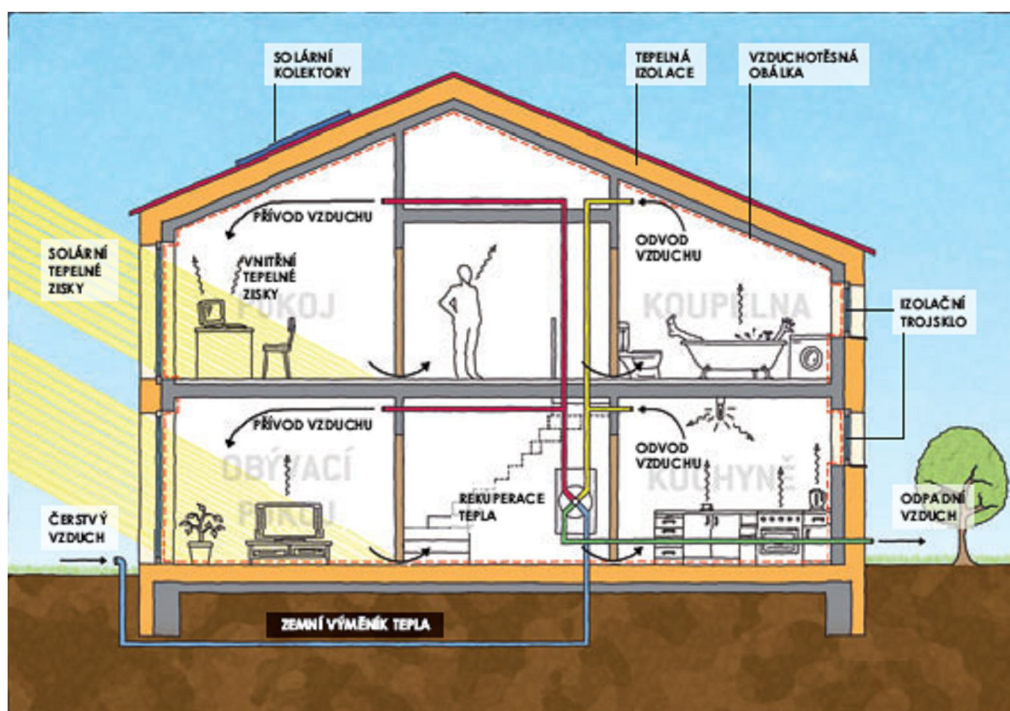 SOLÁRNÍ
KOLEKTORY
TEPELNÁ
IZOLACE
VZDUCHOTĚSNÁ
OBÁLKA
PŘÍVOD VZDUCHU
ODVOD
VZDUCHU
SOLÁRNÍ
TEPELNÉ
ZISKY
VNITŘNÍ
TEPELNÉ
ZISKY
POKOJ
KOUPELNA
IZOLAČNÍ
TROJSKLO
PŘÍVOD VZDUCHU
ODVOD
VZDUCHU
OBÝVACÍ
POKOJ
KUCHYNĚ
REKUPERACE
TEPLA
ČERSTVÝ
VZDUCH
ODPADNÍ
VZDUCH
ZEMNÍ VÝMĚNÍK TEPLA